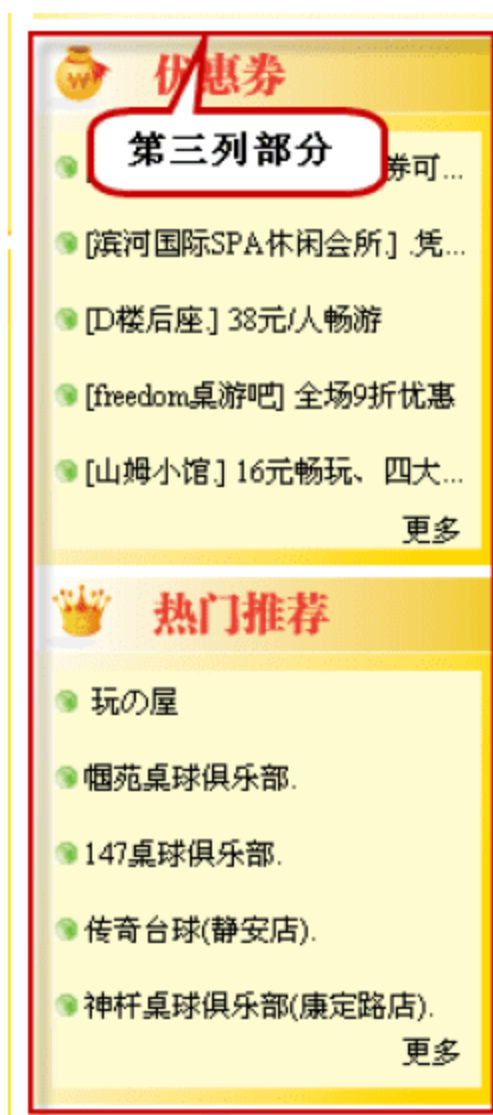 优惠券
第三列部分
券可...
[滨河国际SPA休闲会所.] .凭...
[D楼后座.] 38元/人畅游
[freedom桌游吧] 全场9折优惠
[山姆小馆.] 16元畅玩、四大...
更多
热门推荐
玩の屋
帼苑桌球俱乐部.
147桌球俱乐部.
传奇台球(静安店).
神杆桌球俱乐部(康定路店).
更多